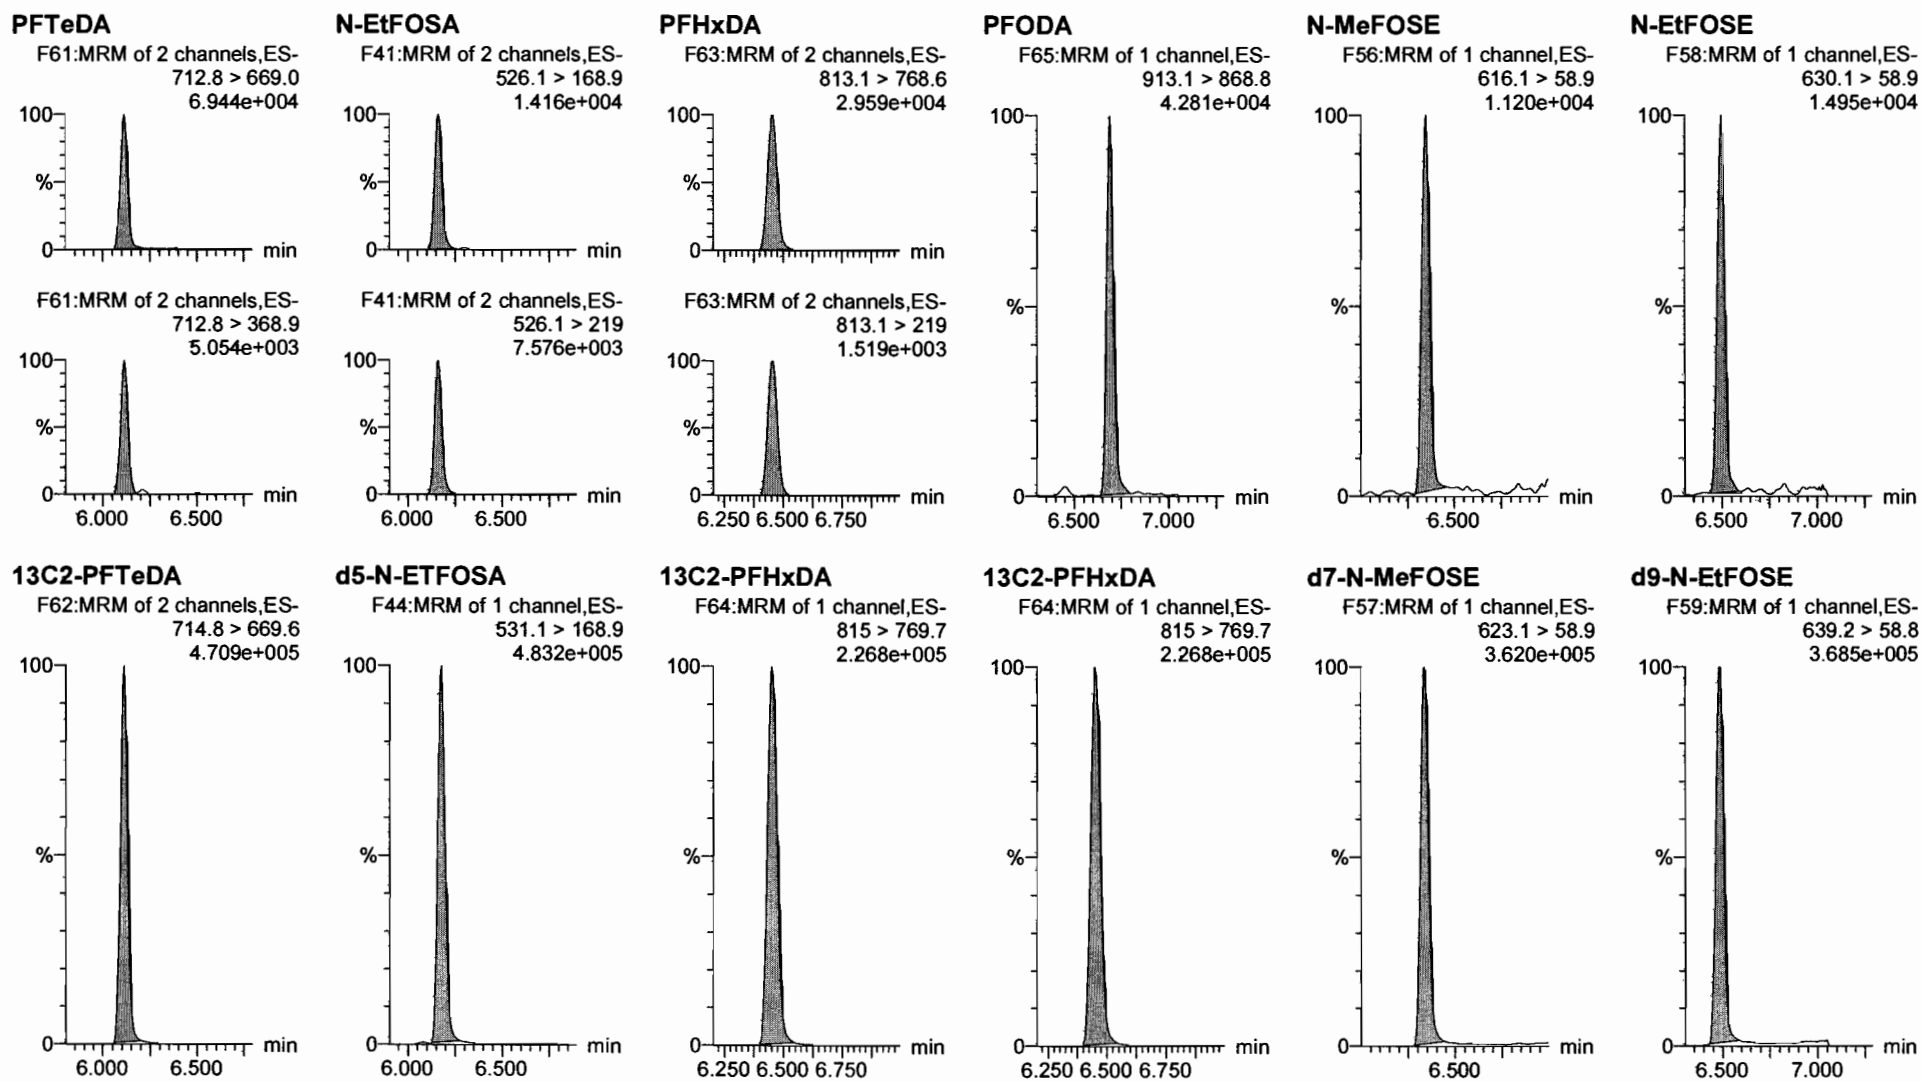 PFTeDA
F61:MRM of 2 channels,ES-
712.8 > 669.0
6.944e+004
100
%
0
min
F61:MRM of 2 channels,ES-
712.8 > 368.9
5.054e+003
100
%
0
min
6.000 6.500
N-EtFOSA
F41:MRM of 2 channels,ES-
526.1 > 168.9
1.416e+004
100
%
0
min
F41:MRM of 2 channels,ES-
526.1 > 219
7.576e+003
100
%
0
min
6.000 6.500
PFHxDA
F63:MRM of 2 channels,ES-
813.1 > 768.6
2.959e+004
100
%
0
min
F63:MRM of 2 channels,ES-
813.1 > 219
1.519e+003
100
%
0
min
6.250 6.500 6.750
PFODA
F65:MRM of 1 channel,ES-
913.1 > 868.8
4.281e+004
100
%
0
min
6.500 7.000
N-MeFOSE
F56:MRM of 1 channel,ES-
616.1 > 58.9
1.120e+004
100
%
0
min
6.500
N-EtFOSE
F58:MRM of 1 channel,ES-
630.1 > 58.9
1.495e+004
100
%
0
min
6.500 7.000
13C2-PFTeDA
F62:MRM of 2 channels,ES-
714.8 > 669.6
4.709e+005
100
%
0
min
6.000 6.500
d5-N-ETFOSA
F44:MRM of 1 channel,ES-
531.1 > 168.9
4.832e+005
100
%
0
min
6.000 6.500
13C2-PFHxDA
F64:MRM of 1 channel,ES-
815 > 769.7
2.268e+005
100
%
0
min
6.250 6.500 6.750
13C2-PFHxDA
F64:MRM of 1 channel,ES-
815 > 769.7
2.268e+005
100
%
0
min
6.250 6.500 6.750
d7-N-MeFOSE
F57:MRM of 1 channel,ES-
623.1 > 58.9
3.620e+005
100
%
0
min
6.500
d9-N-EtFOSE
F59:MRM of 1 channel,ES-
639.2 > 58.8
3.685e+005
100
%
0
min
6.500 7.000